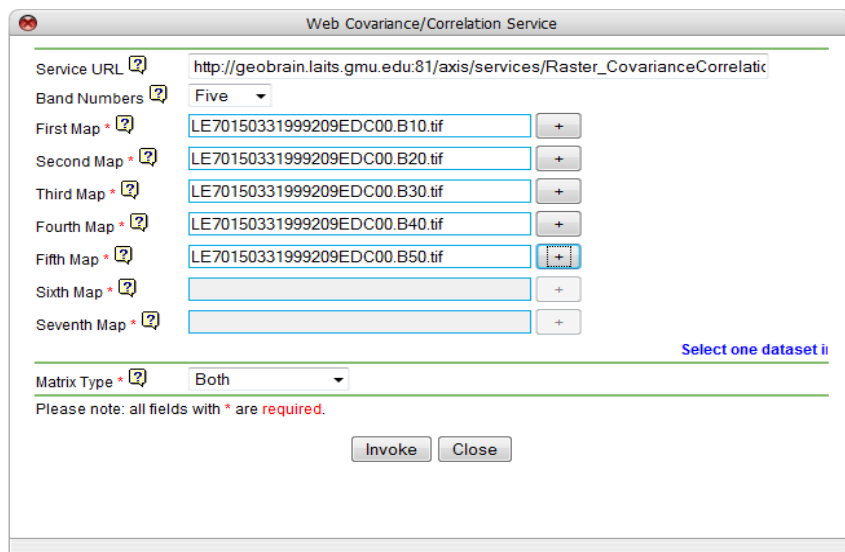 Web Covariance/Correlation Service
Service URL ? http://geobrain.laits.gmu.edu:81/axis/services/Raster_CovarianceCorrelatic
Band Numbers ? Five
First Map * ? LE70150331999209EDC00.B10.tif +
Second Map * ? LE70150331999209EDC00.B20.tif +
Third Map * ? LE70150331999209EDC00.B30.tif +
Fourth Map * ? LE70150331999209EDC00.B40.tif +
Fifth Map * ? LE70150331999209EDC00.B50.tif +
Sixth Map * ? +
Seventh Map * ? +
Select one dataset i
Matrix Type * ? Both
Please note: all fields with * are required.
Invoke Close